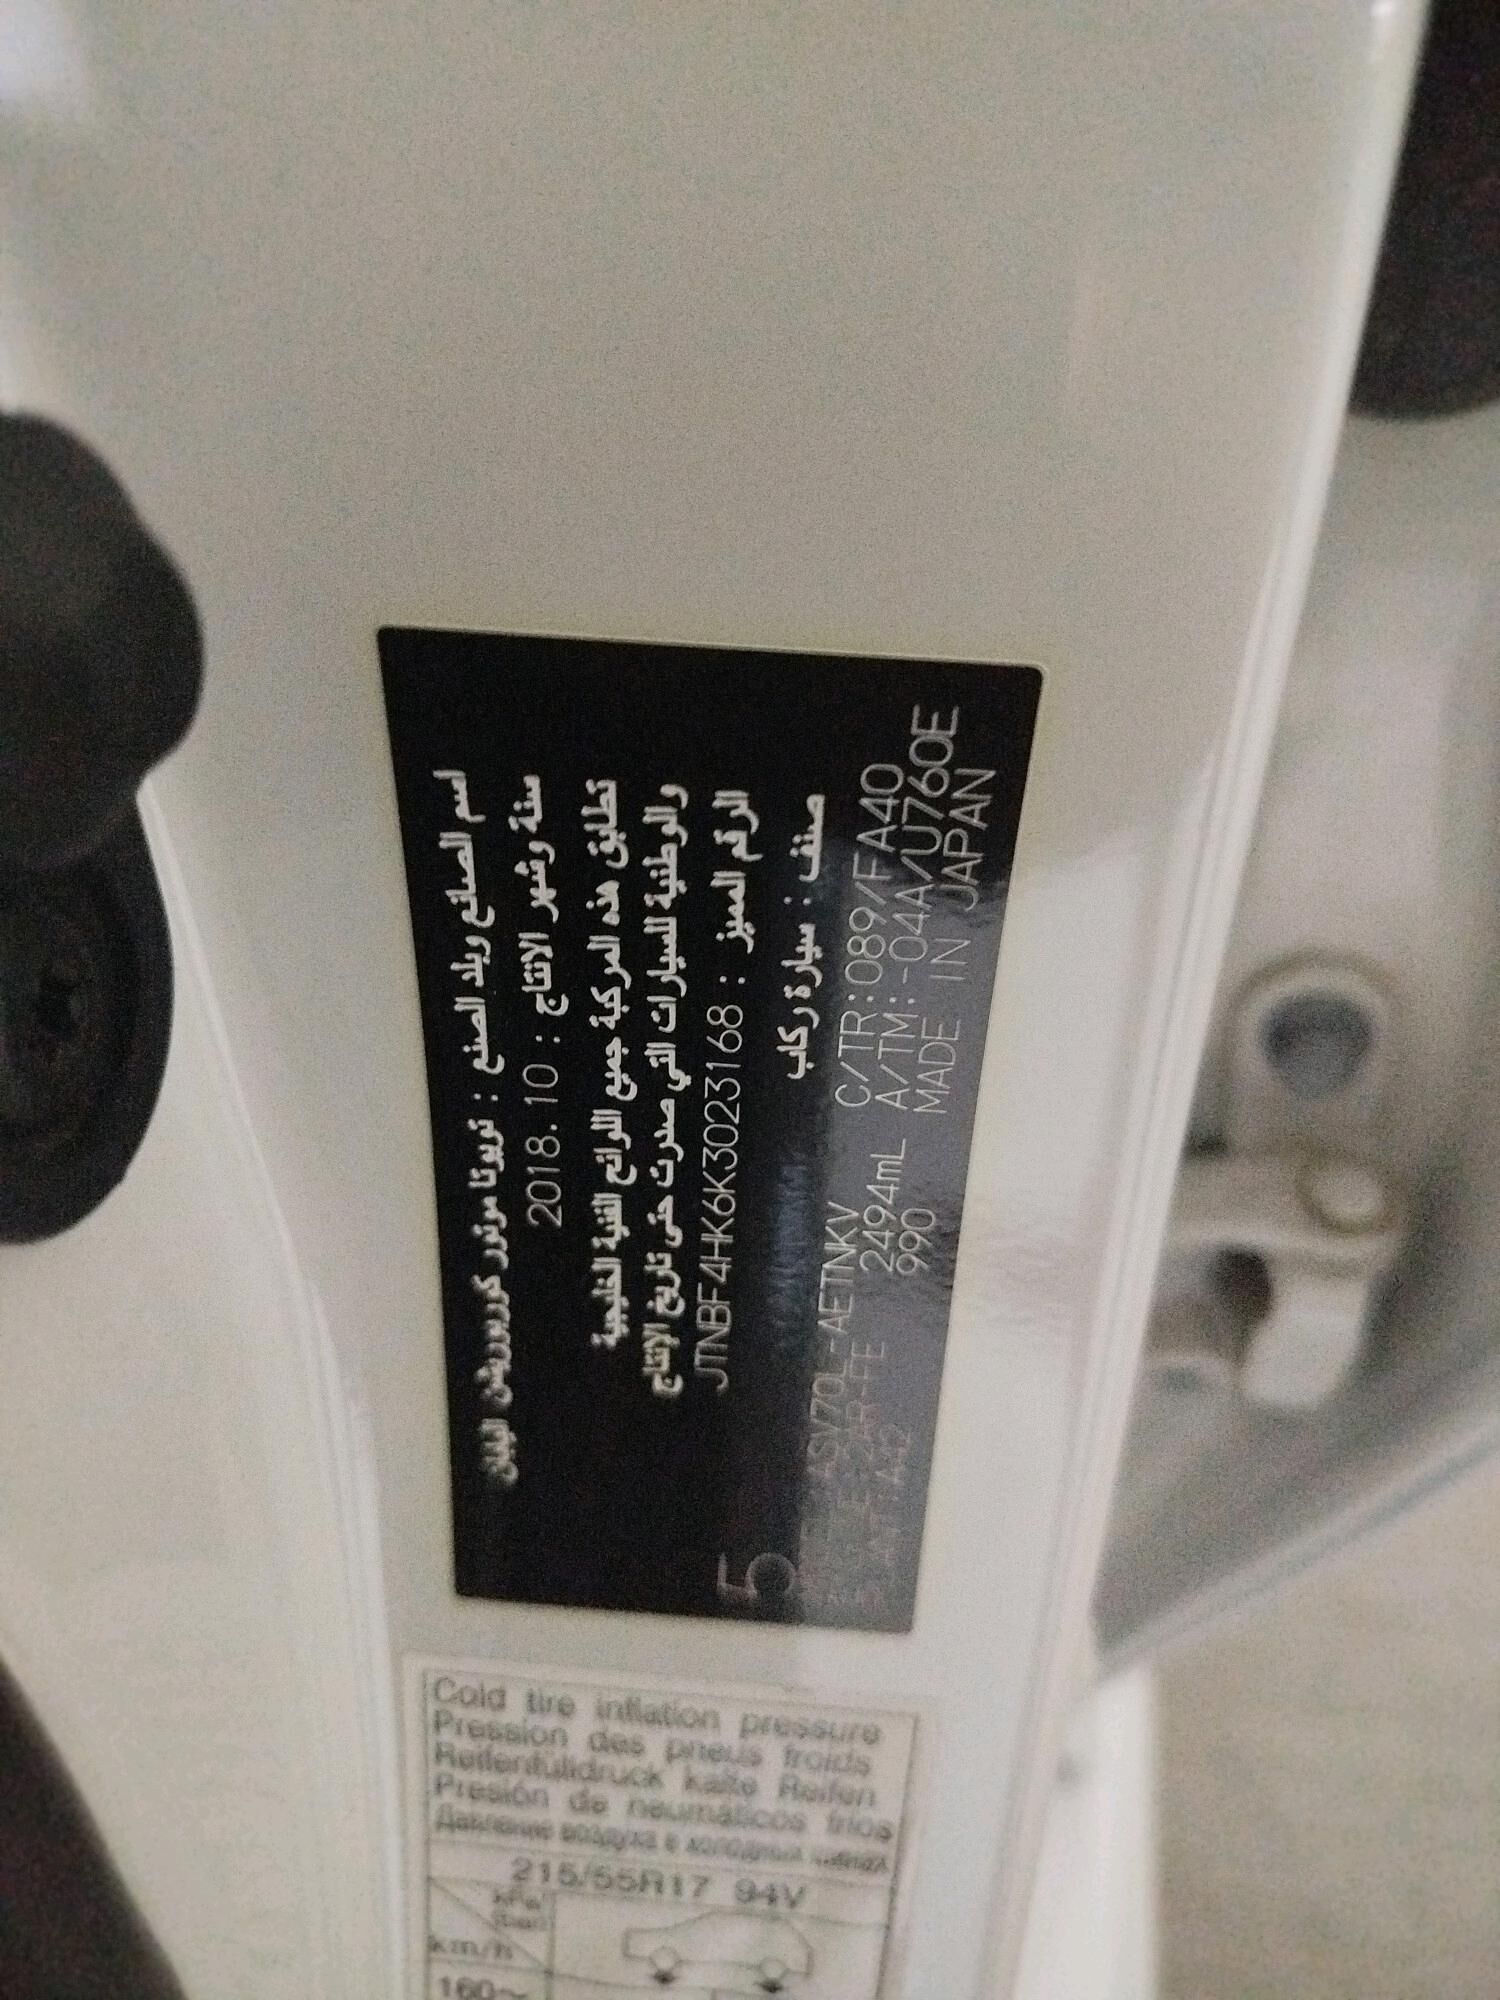 اسم الصانع وبلد الصنع : تويوتا موتور كوربوريشن اليابان
سنة وشهر الانتاج : 2018.10
تطابق هذه المركبة جميع اللوائح الفنية الخليجية
والوطنية للسيارات التي صدرت حتى تاريخ الإنتاج
الرقم المميز : JTNBF4HK6K3023168
صنف : سيارة ركاب
5
ASV70L-AETNKV C/TR:089/FA40
E:2AR-FE 2494mL A/TM:-04A/U760E
A42 990 MADE IN JAPAN
Cold tire inflation pressure
Pression des pneus froids
Reifenfülldruck kalte Reifen
Presión de neumáticos fríos
Давление воздуха в холодных шинах
215/55R17 94V
kPa
(bar)
km/h
160~